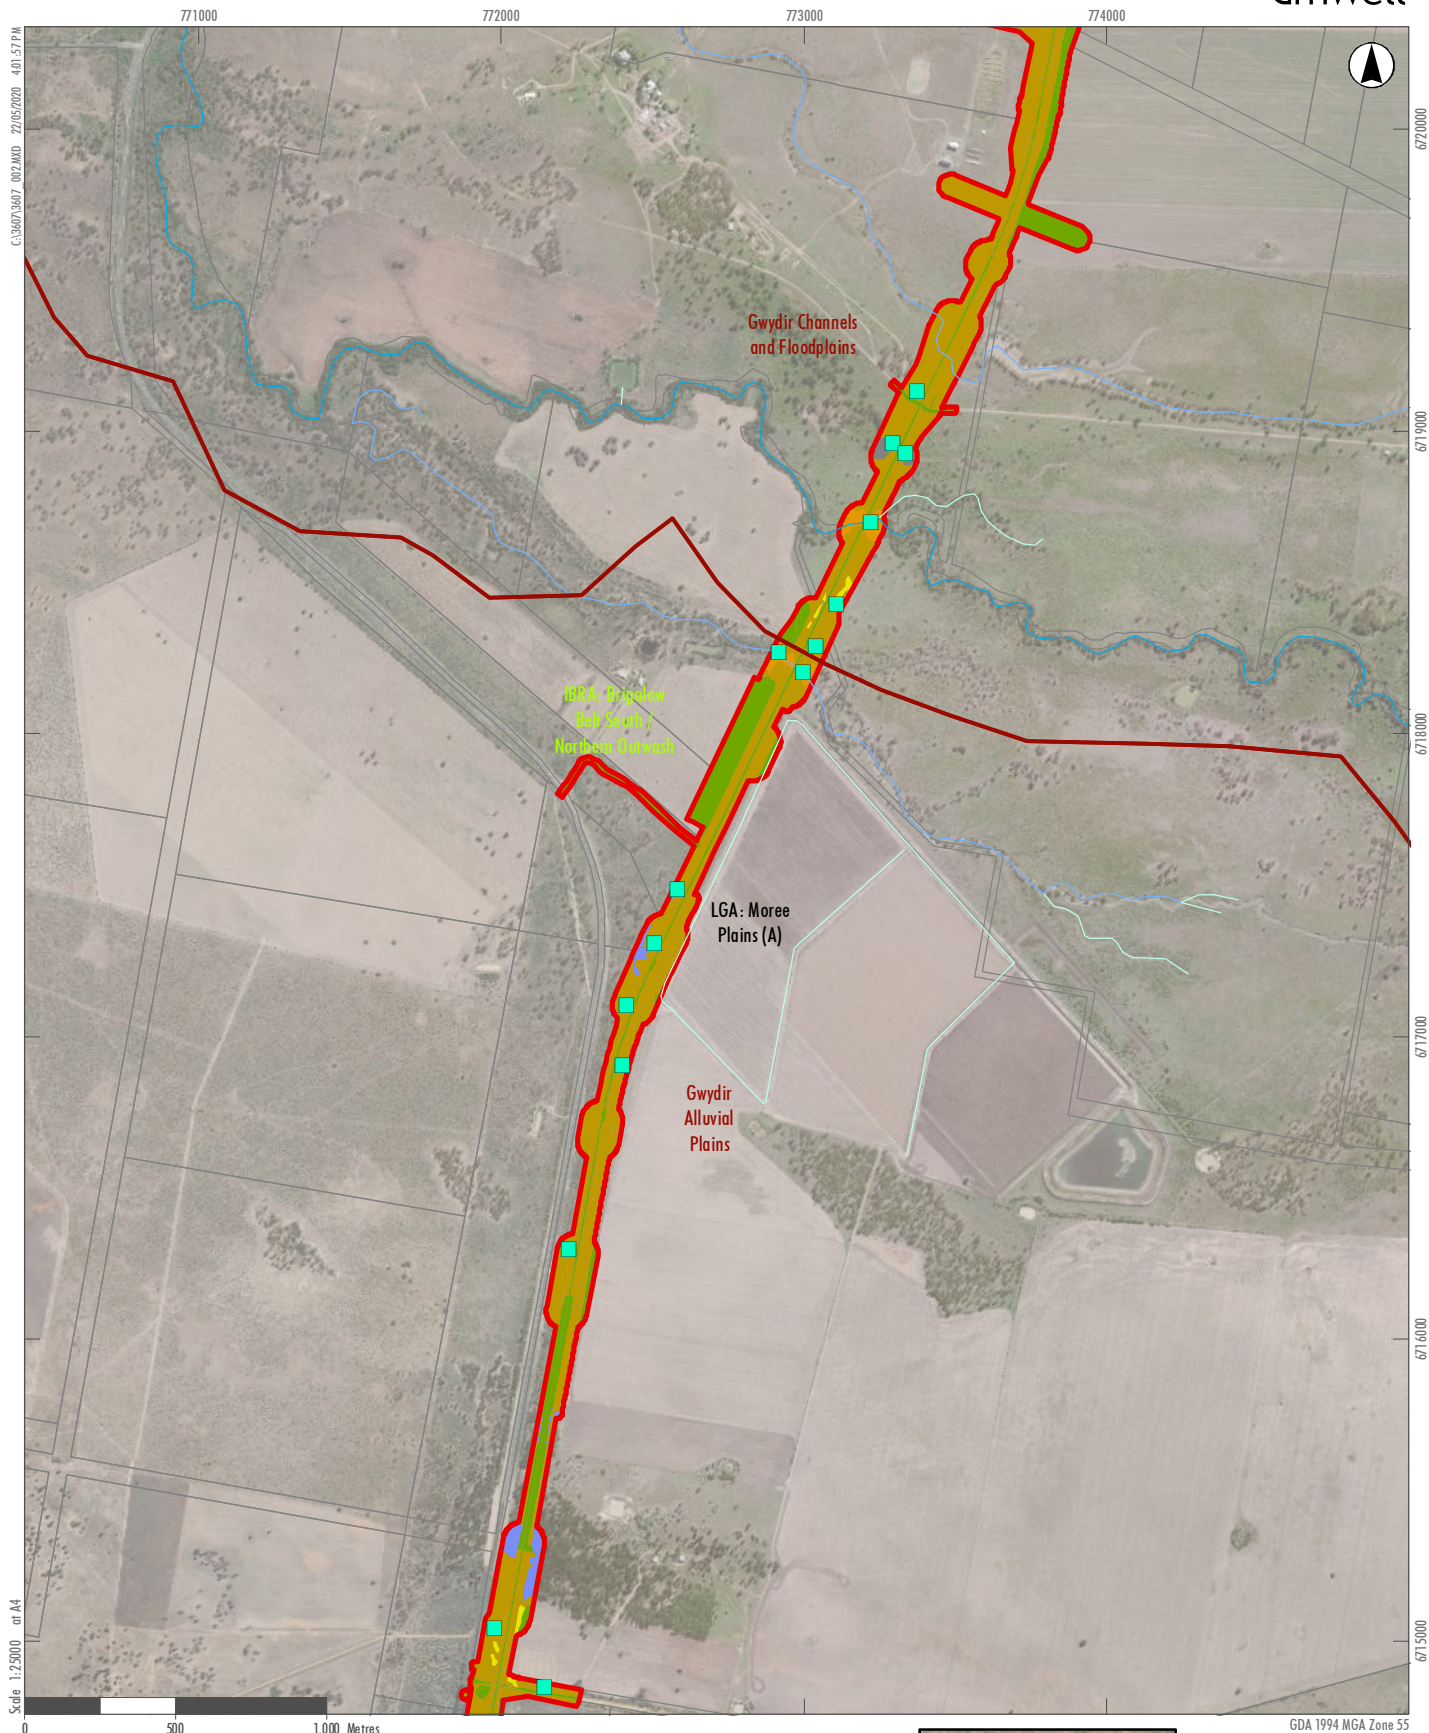 771000
772000
773000
774000
C:\3607\3607_002.MXD 22/05/2020 4:01:57 PM
6720000
Gwydir Channels
and Floodplains
6719000
IBRA: Brigalow
Belt South /
Northern Outwash
6718000
LGA: Moree
Plains (A)
6717000
Gwydir
Alluvial
Plains
6716000
6715000
Scale 1:25000 at A4
0
500
1,000 Metres
GDA 1994 MGA Zone 55